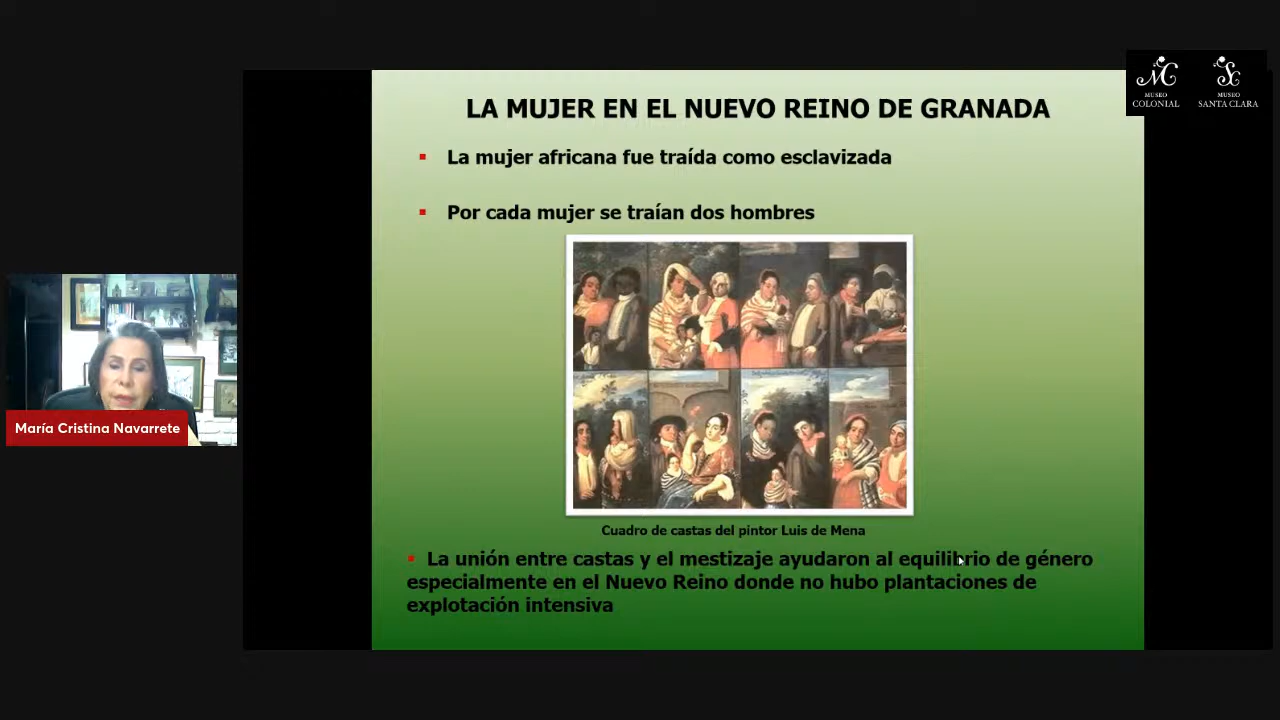 MUSEO
COLONIAL
MUSEO
SANTA CLARA
LA MUJER EN EL NUEVO REINO DE GRANADA
La mujer africana fue traída como esclavizada
Por cada mujer se traían dos hombres
Cuadro de castas del pintor Luis de Mena
La unión entre castas y el mestizaje ayudaron al equilibrio de género
especialmente en el Nuevo Reino donde no hubo plantaciones de
explotación intensiva
María Cristina Navarrete